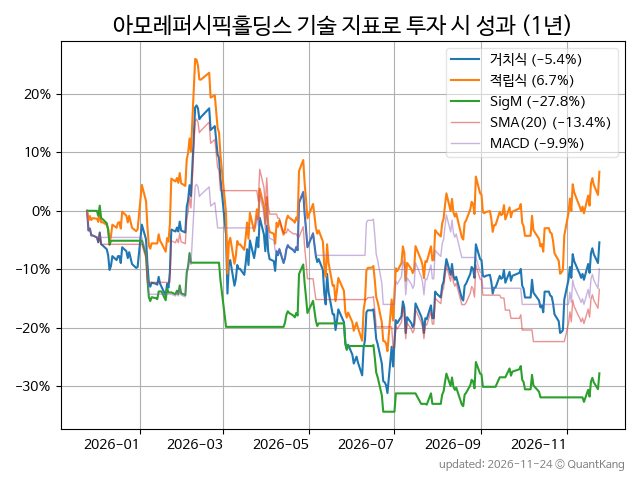 아모레퍼시픽홀딩스 기술 지표로 투자 시 성과 (1년)
거치식 (−5.4%)
적립식 (6.7%)
SigM (−27.8%)
SMA(20) (−13.4%)
MACD (−9.9%)
20%
10%
0%
−10%
−20%
−30%
2026-01 2026-03 2026-05 2026-07 2026-09 2026-11
updated: 2026-11-24 © QuantKang